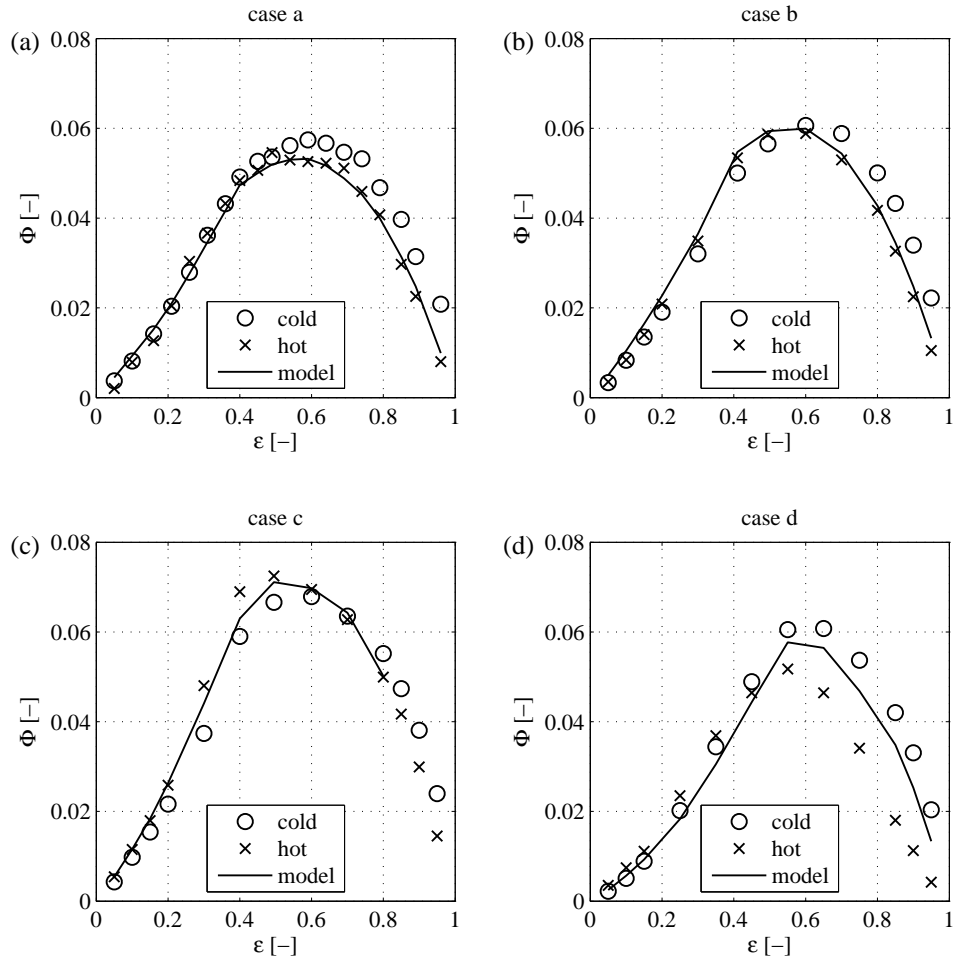 case a
(a)
0.08
0.06
0.04
0.02
0
Φ [–]
cold
hot
model
0 0.2 0.4 0.6 0.8 1
ε [–]
case b
(b)
0.08
0.06
0.04
0.02
0
Φ [–]
cold
hot
model
0 0.2 0.4 0.6 0.8 1
ε [–]
case c
(c)
0.08
0.06
0.04
0.02
0
Φ [–]
cold
hot
model
0 0.2 0.4 0.6 0.8 1
ε [–]
case d
(d)
0.08
0.06
0.04
0.02
0
Φ [–]
cold
hot
model
0 0.2 0.4 0.6 0.8 1
ε [–]